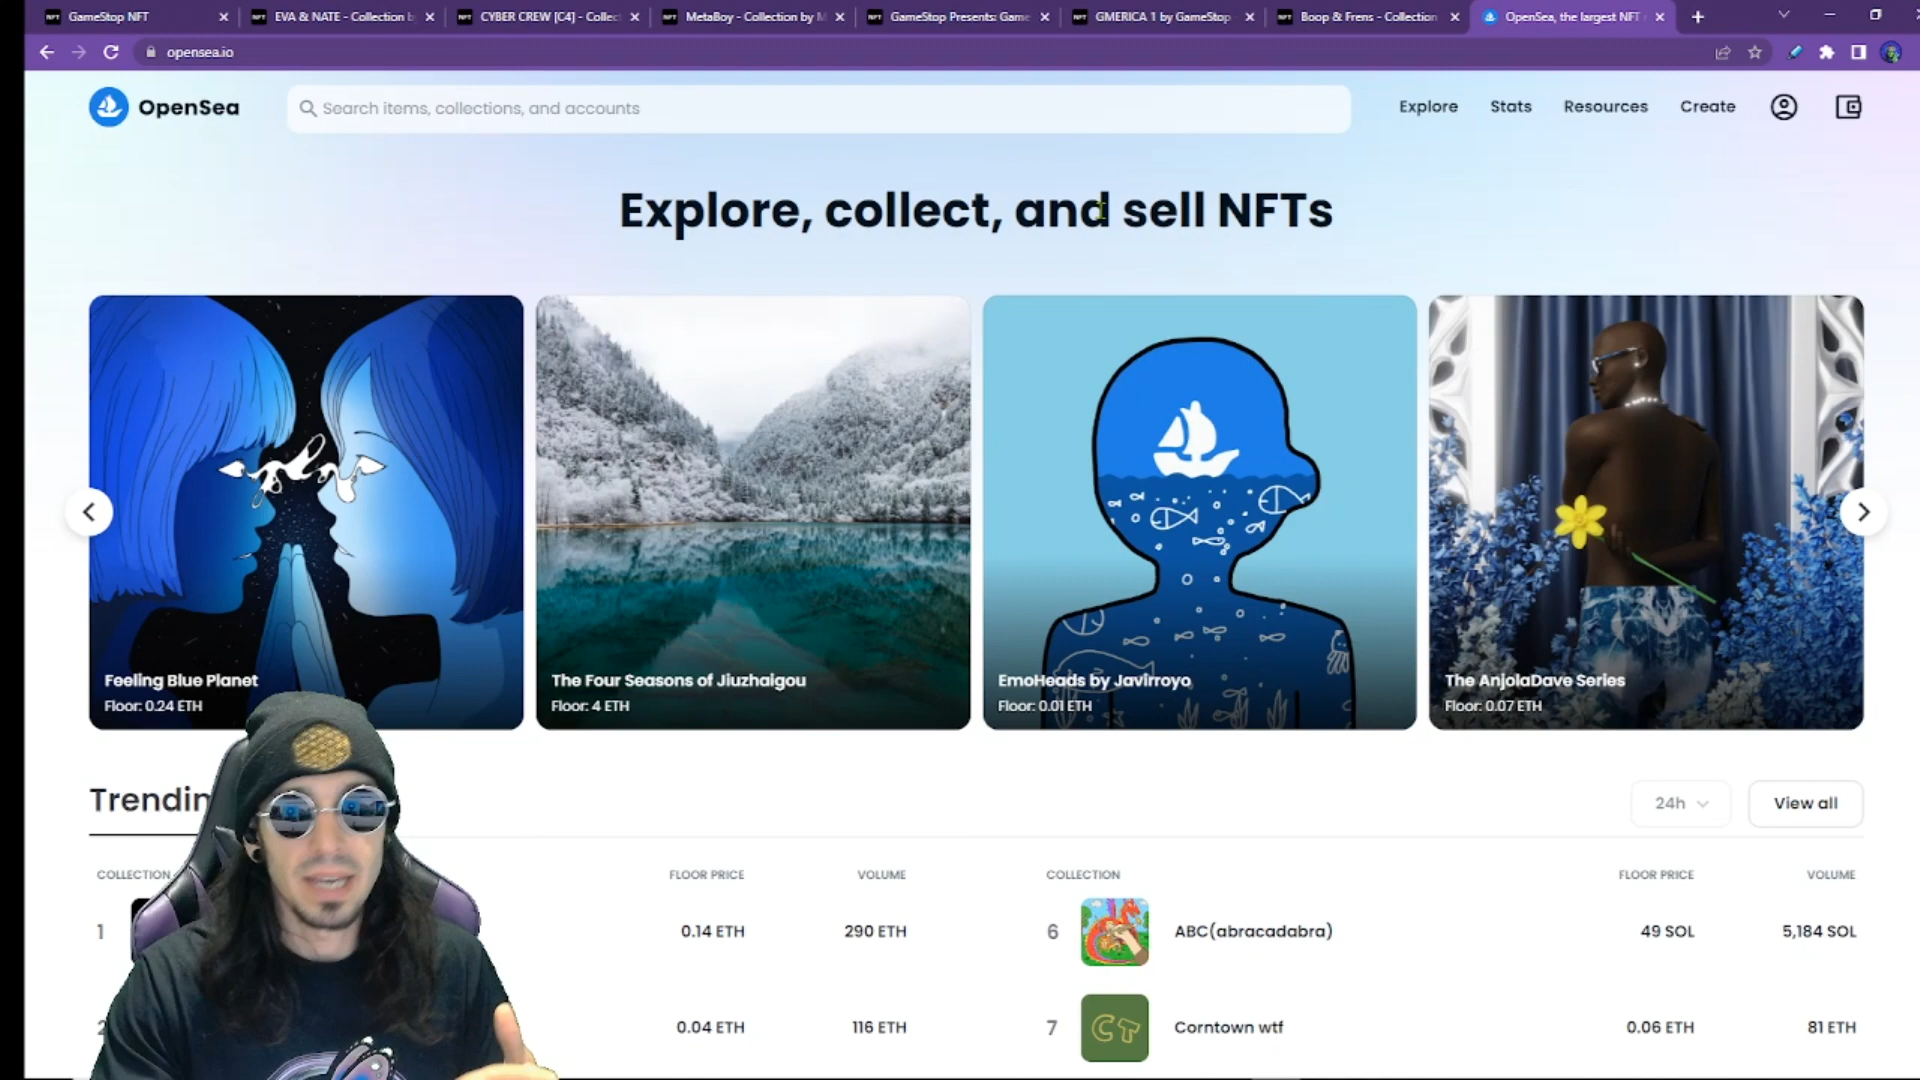 GameStop NFT
EVA & NATE - Collection b
CYBER CREW [C4] - Collec
MetaBoy - Collection by M
GameStop Presents: Game
GMERICA 1 by GameStop
Boop & Frens - Collection
OpenSea, the largest NFT
opensea.io
OpenSea
Search items, collections, and accounts
Explore
Stats
Resources
Create
Explore, collect, and sell NFTs
Feeling Blue Planet
Floor: 0.24 ETH
The Four Seasons of Jiuzhaigou
Floor: 4 ETH
EmoHeads by Javirroyo
Floor: 0.01 ETH
The AnjolaDave Series
Floor: 0.07 ETH
Trendin
24h
View all
COLLECTION
FLOOR PRICE
VOLUME
COLLECTION
FLOOR PRICE
VOLUME
1
0.14 ETH
290 ETH
6
ABC(abracadabra)
49 SOL
5,184 SOL
2
0.04 ETH
116 ETH
7
CT
Corntown wtf
0.06 ETH
81 ETH